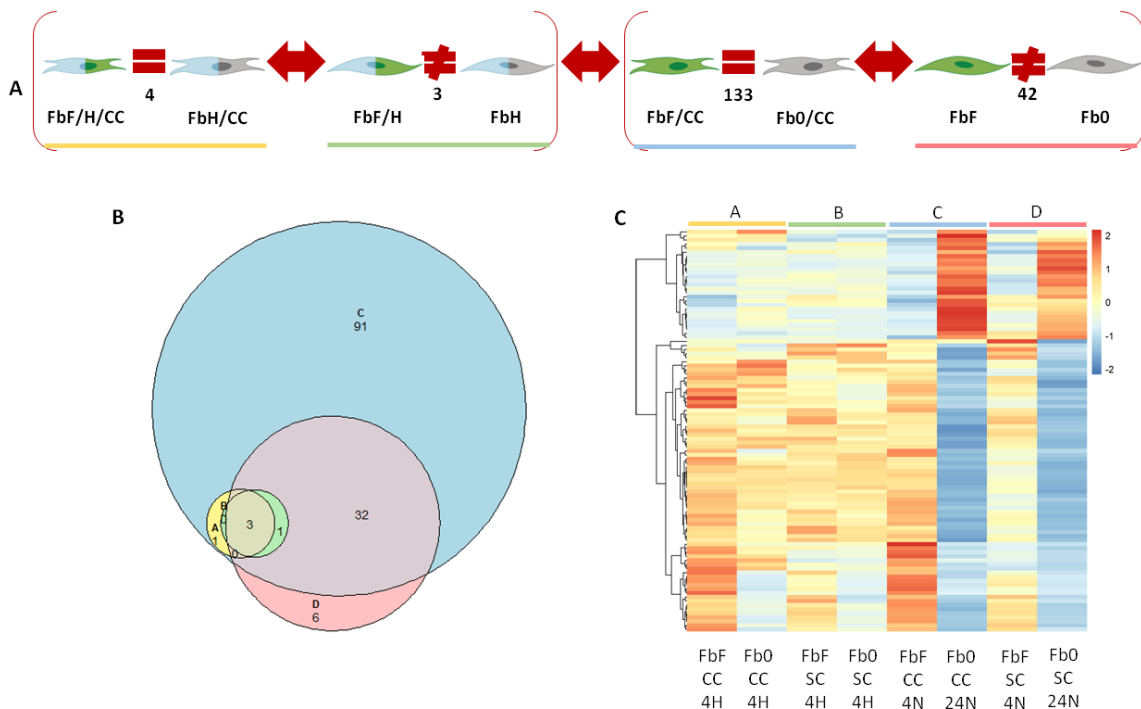 A
4
3
133
42
FbF/H/CC FbH/CC FbF/H FbH FbF/CC Fb0/CC FbF Fb0
B
C
91
B
A
1
3
1
32
0
D
6
C
A B C D
2
1
0
-1
-2
FbF Fb0 FbF Fb0 FbF Fb0 FbF Fb0
CC CC SC SC CC CC SC SC
4H 4H 4H 4H 4N 24N 4N 24N